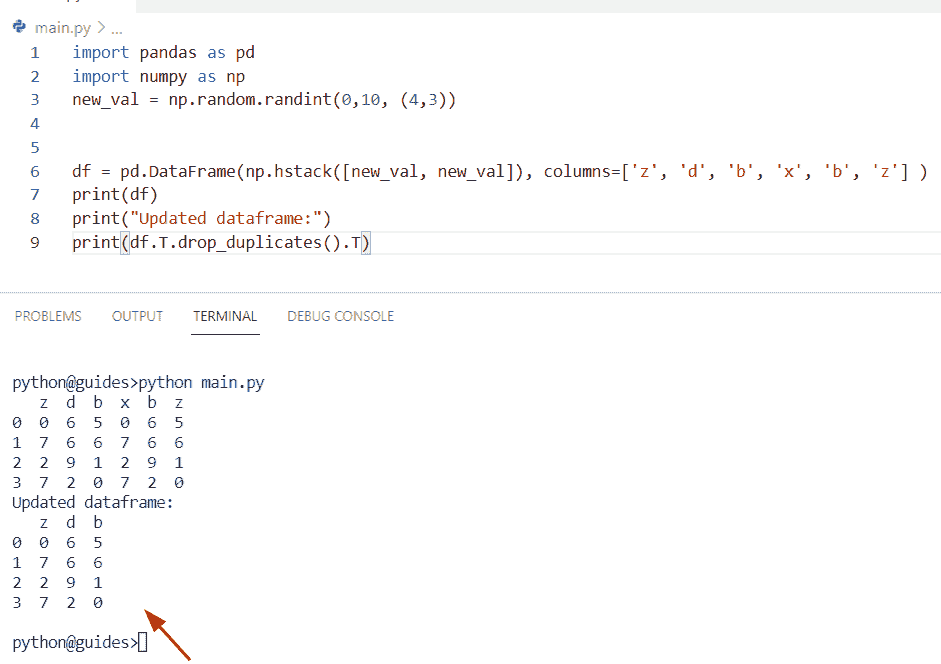 main.py > ...
1 import pandas as pd
2 import numpy as np
3 new_val = np.random.randint(0,10, (4,3))
4
5
6 df = pd.DataFrame(np.hstack([new_val, new_val]), columns=['z', 'd', 'b', 'x', 'b', 'z'] )
7 print(df)
8 print("Updated dataframe:")
9 print(df.T.drop_duplicates().T)
PROBLEMS OUTPUT TERMINAL DEBUG CONSOLE
python@guides>python main.py
   z  d  b  x  b  z
0  0  6  5  0  6  5
1  7  6  6  7  6  6
2  2  9  1  2  9  1
3  7  2  0  7  2  0
Updated dataframe:
   z  d  b
0  0  6  5
1  7  6  6
2  2  9  1
3  7  2  0
python@guides>